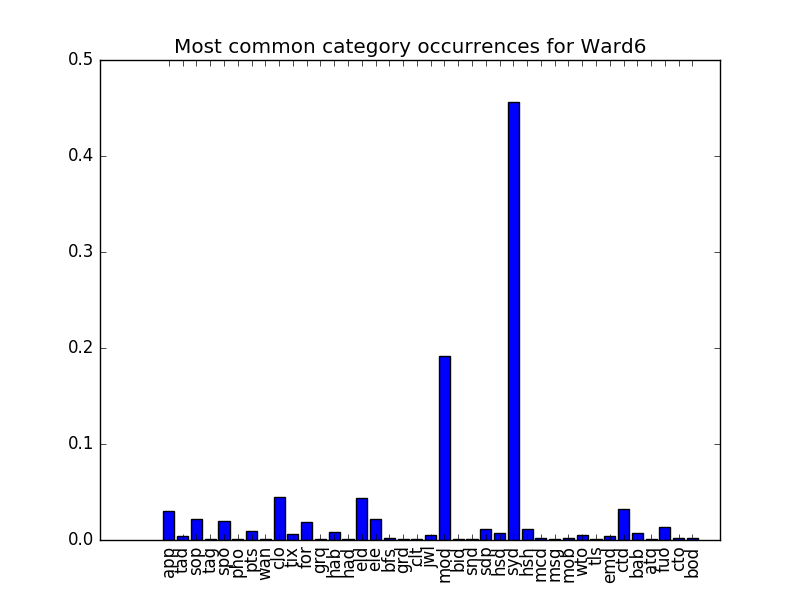 Most common category occurrences for Ward6
0.5
0.4
0.3
0.2
0.1
0.0
app
tad
sop
tag
spo
pho
pts
wan
clo
tix
for
grq
hab
had
eld
ele
bfs
grd
clt
jwl
mod
bid
snd
sdp
hsd
syd
hsh
mcd
msg
mob
wto
tls
emd
ctd
bab
atq
fuo
cto
bod